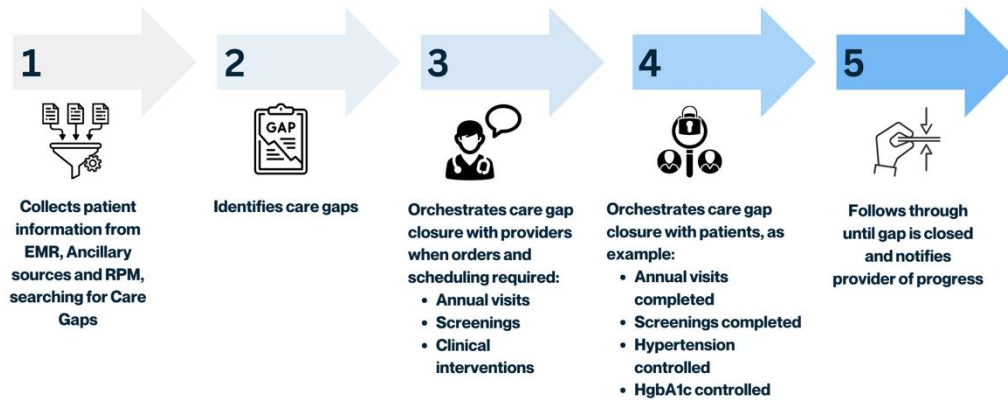 1
2
3
4
5
GAP
Collects patient
information from
EMR, Ancillary
sources and RPM,
searching for Care
Gaps
Identifies care gaps
Orchestrates care gap
closure with providers
when orders and
scheduling required:
• Annual visits
• Screenings
• Clinical
interventions
Orchestrates care gap
closure with patients, as
example:
• Annual visits
completed
• Screenings completed
• Hypertension
controlled
• HgbA1c controlled
Follows through
until gap is closed
and notifies
provider of progress